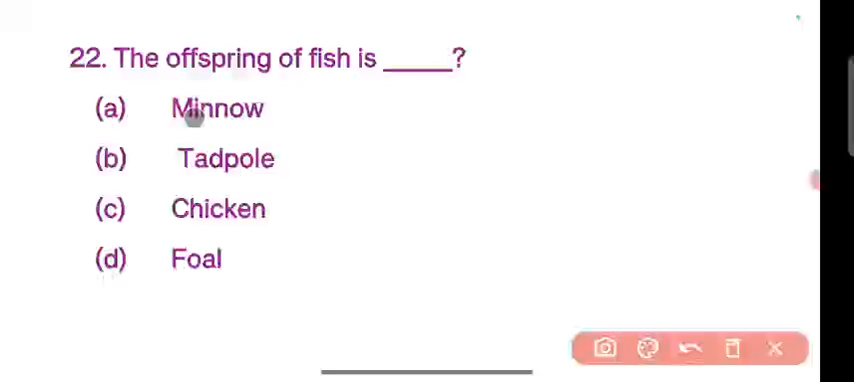 22. The offspring of fish is _____?
(a) Minnow
(b) Tadpole
(c) Chicken
(d) Foal